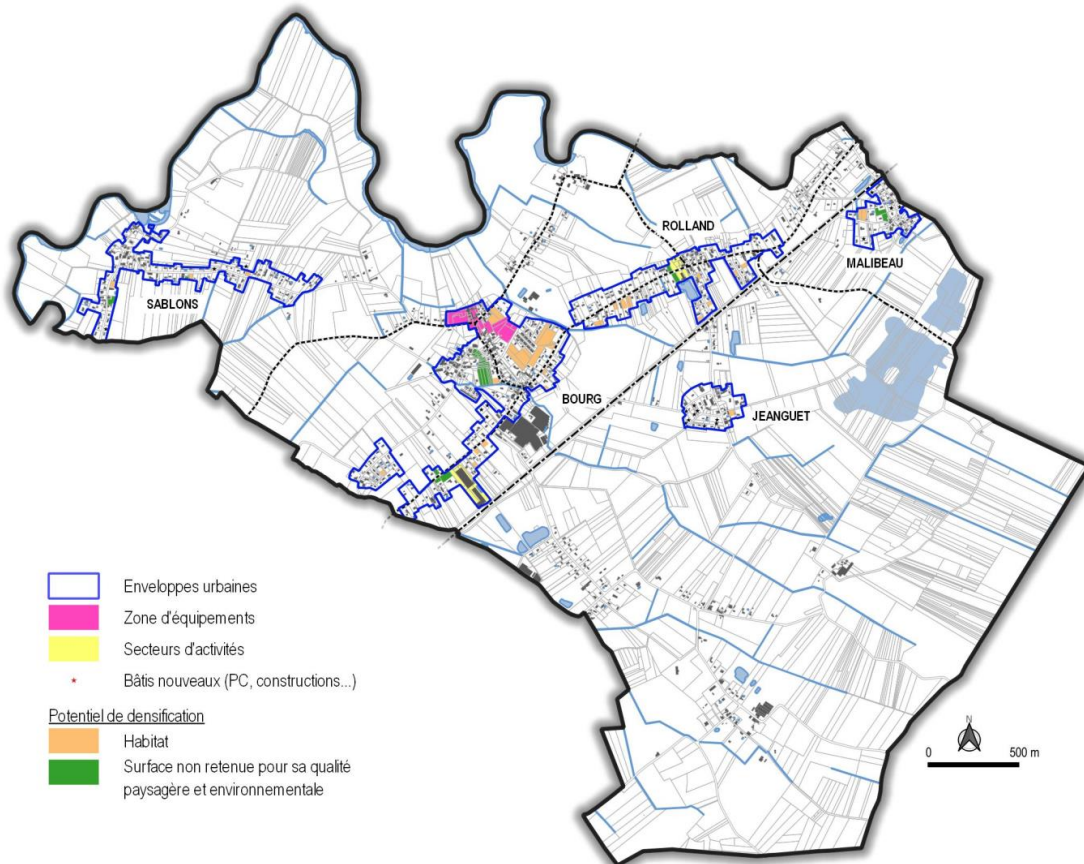 ROLLAND
MALIBEAU
SABLONS
BOURG
JEANGUET
Enveloppes urbaines
Zone d'équipements
Secteurs d'activités
Bâtis nouveaux (PC, constructions...)
Potentiel de densification
Habitat
Surface non retenue pour sa qualité
paysagère et environnementale
N
0 500 m